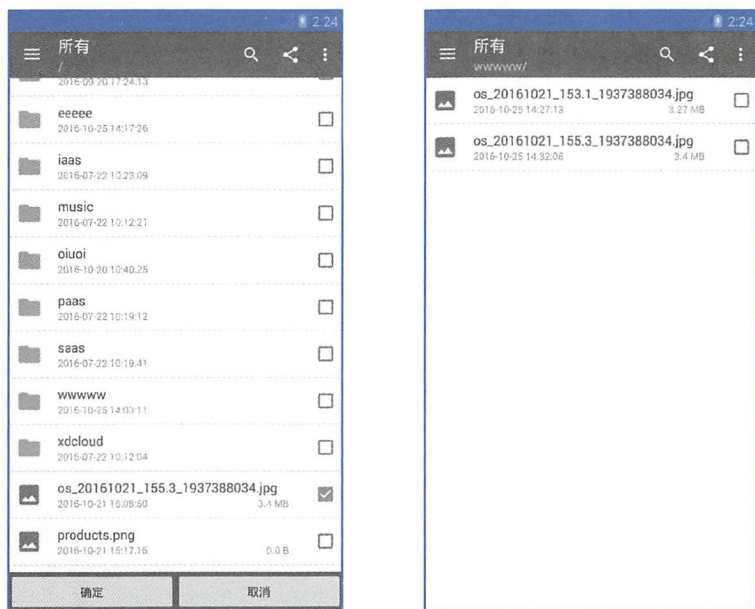 2:24
所有
/
2016-09-20 17:24:13
eeeee
2016-10-25 14:17:26
iaas
2016-07-22 10:23:09
music
2016-07-22 10:12:21
oiuoi
2016-10-20 10:40:25
paas
2016-07-22 10:19:12
saas
2016-07-22 10:19:41
wwwww
2016-10-25 14:03:11
xdcloud
2016-07-22 10:12:04
os_20161021_155.3_1937388034.jpg
2016-10-21 16:08:50 3.4 MB
products.png
2016-10-21 15:17:16 0.0 B
确定 取消
2:24
所有
wwwww/
os_20161021_153.1_1937388034.jpg
2016-10-25 14:27:13 3.27 MB
os_20161021_155.3_1937388034.jpg
2016-10-25 14:32:08 3.4 MB